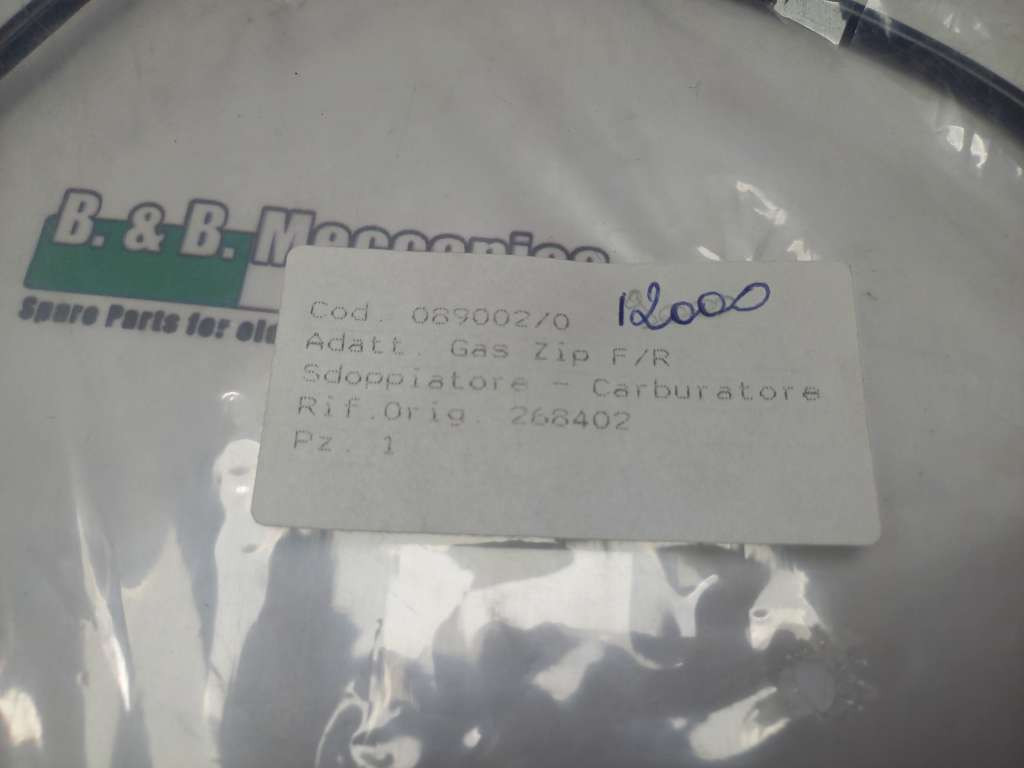 B. & B. Meccanica
Spare Parts for old
Cod. 089002/0 12000
Adatt. Gas Zip F/R
Sdoppiatore - Carburatore
Rif.Orig. 268402
Pz. 1